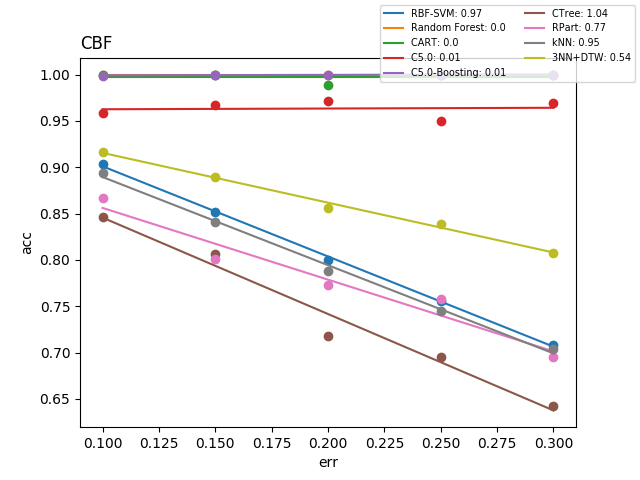 CBF
RBF-SVM: 0.97
Random Forest: 0.0
CART: 0.0
C5.0: 0.01
C5.0-Boosting: 0.01
CTree: 1.04
RPart: 0.77
kNN: 0.95
3NN+DTW: 0.54
acc
1.00
0.95
0.90
0.85
0.80
0.75
0.70
0.65
0.100 0.125 0.150 0.175 0.200 0.225 0.250 0.275 0.300
err